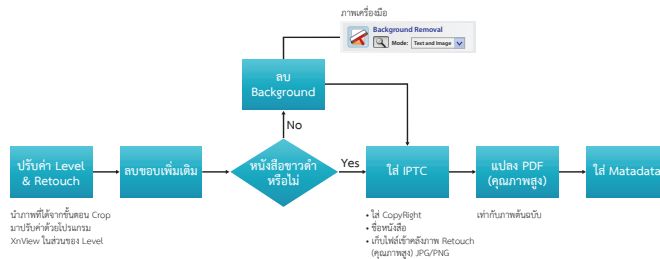 ภาพเครื่องมือ
Background Removal
Mode: Text and Image
ลบ
Background
No
ปรับค่า Level
& Retouch
ลบขอบเพิ่มเติม
หนังสือขาวดำ
หรือไม่
Yes
ใส่ IPTC
แปลง PDF
(คุณภาพสูง)
ใส่ Matadata
นำภาพที่ได้จากขั้นตอน Crop
มาปรับค่าด้วยโปรแกรม
XnView ในส่วนของ Level
• ใส่ CopyRight
• ชื่อหนังสือ
• เก็บไฟล์เข้าคลังภาพ Retouch
(คุณภาพสูง) JPG/PNG
เท่ากับภาพต้นฉบับ